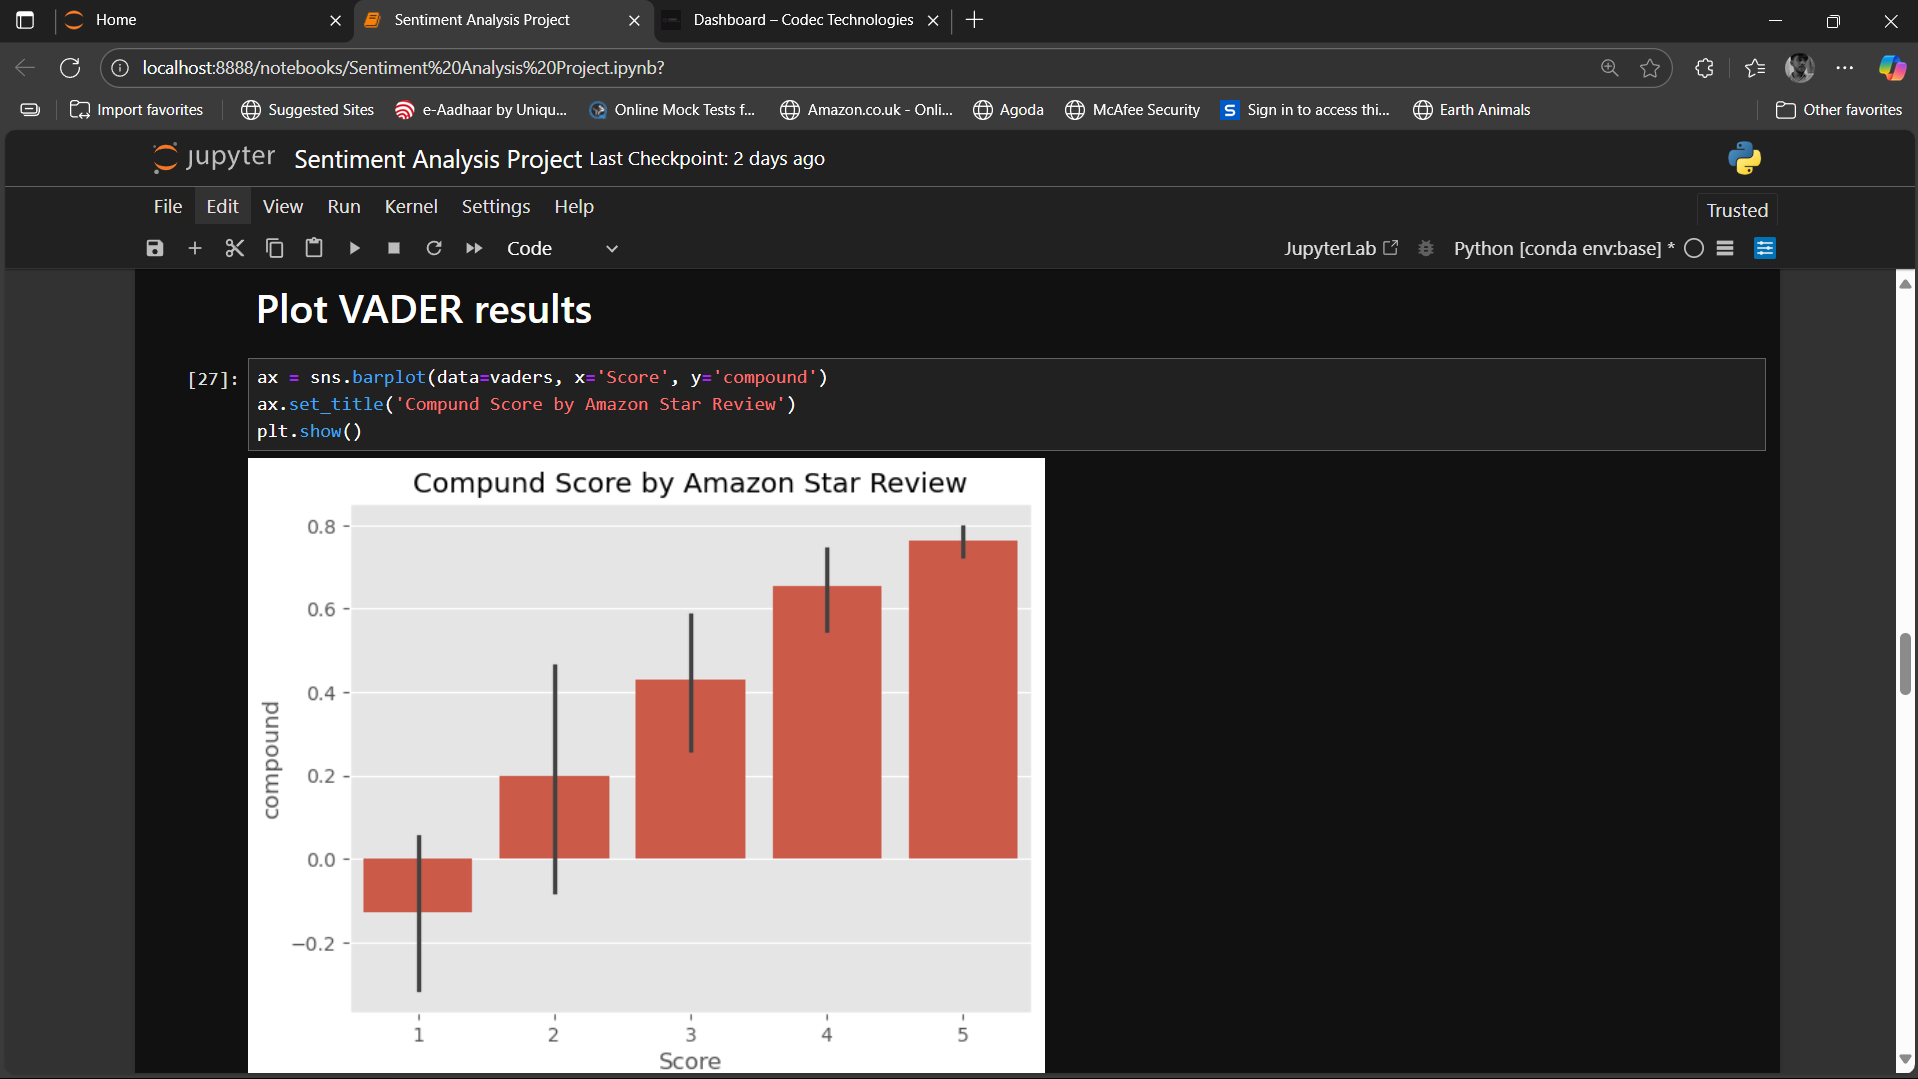 Home
Sentiment Analysis Project
Dashboard – Codec Technologies
localhost:8888/notebooks/Sentiment%20Analysis%20Project.ipynb?
Import favorites
Suggested Sites
e-Aadhaar by Uniqu...
Online Mock Tests f...
Amazon.co.uk - Onli...
Agoda
McAfee Security
S Sign in to access thi...
Earth Animals
Other favorites
jupyter Sentiment Analysis Project Last Checkpoint: 2 days ago
File Edit View Run Kernel Settings Help
Trusted
Code
JupyterLab
Python [conda env:base] *
Plot VADER results
[27]:
ax = sns.barplot(data=vaders, x='Score', y='compound')
ax.set_title('Compund Score by Amazon Star Review')
plt.show()
Compund Score by Amazon Star Review
0.8
0.6
0.4
0.2
0.0
−0.2
compound
1 2 3 4 5
Score